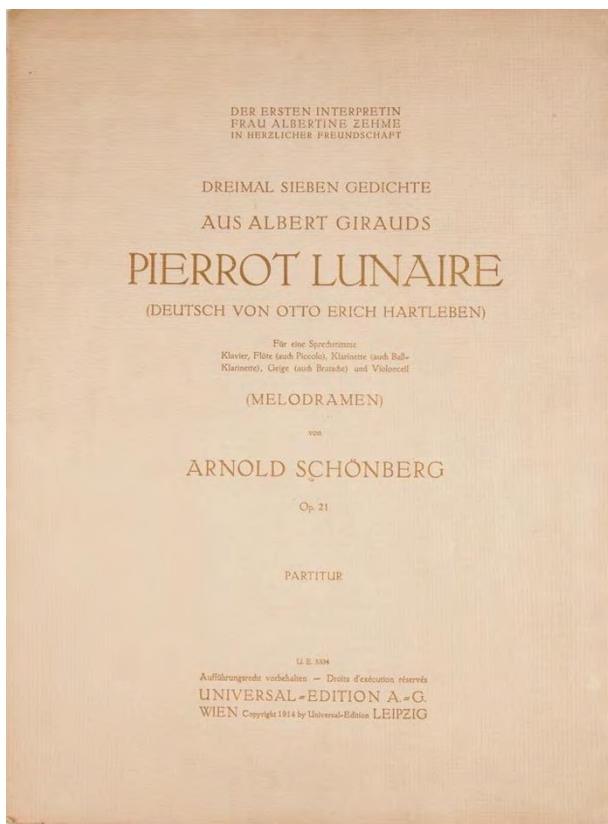 DER ERSTEN INTERPRETIN
FRAU ALBERTINE ZEHME
IN HERZLICHER FREUNDSCHAFT
DREIMAL SIEBEN GEDICHTE
AUS ALBERT GIRAUDS
PIERROT LUNAIRE
(DEUTSCH VON OTTO ERICH HARTLEBEN)
Für eine Sprechstimme
Klavier, Flöte (auch Piccolo), Klarinette (auch Baß-
Klarinette), Geige (auch Bratsche) und Violoncell
(MELODRAMEN)
von
ARNOLD SCHÖNBERG
Op. 21
PARTITUR
U. E. 5334
Aufführungsrecht vorbehalten — Droits d'exécution réservés
UNIVERSAL-EDITION A.-G.
WIEN Copyright 1914 by Universal-Edition LEIPZIG